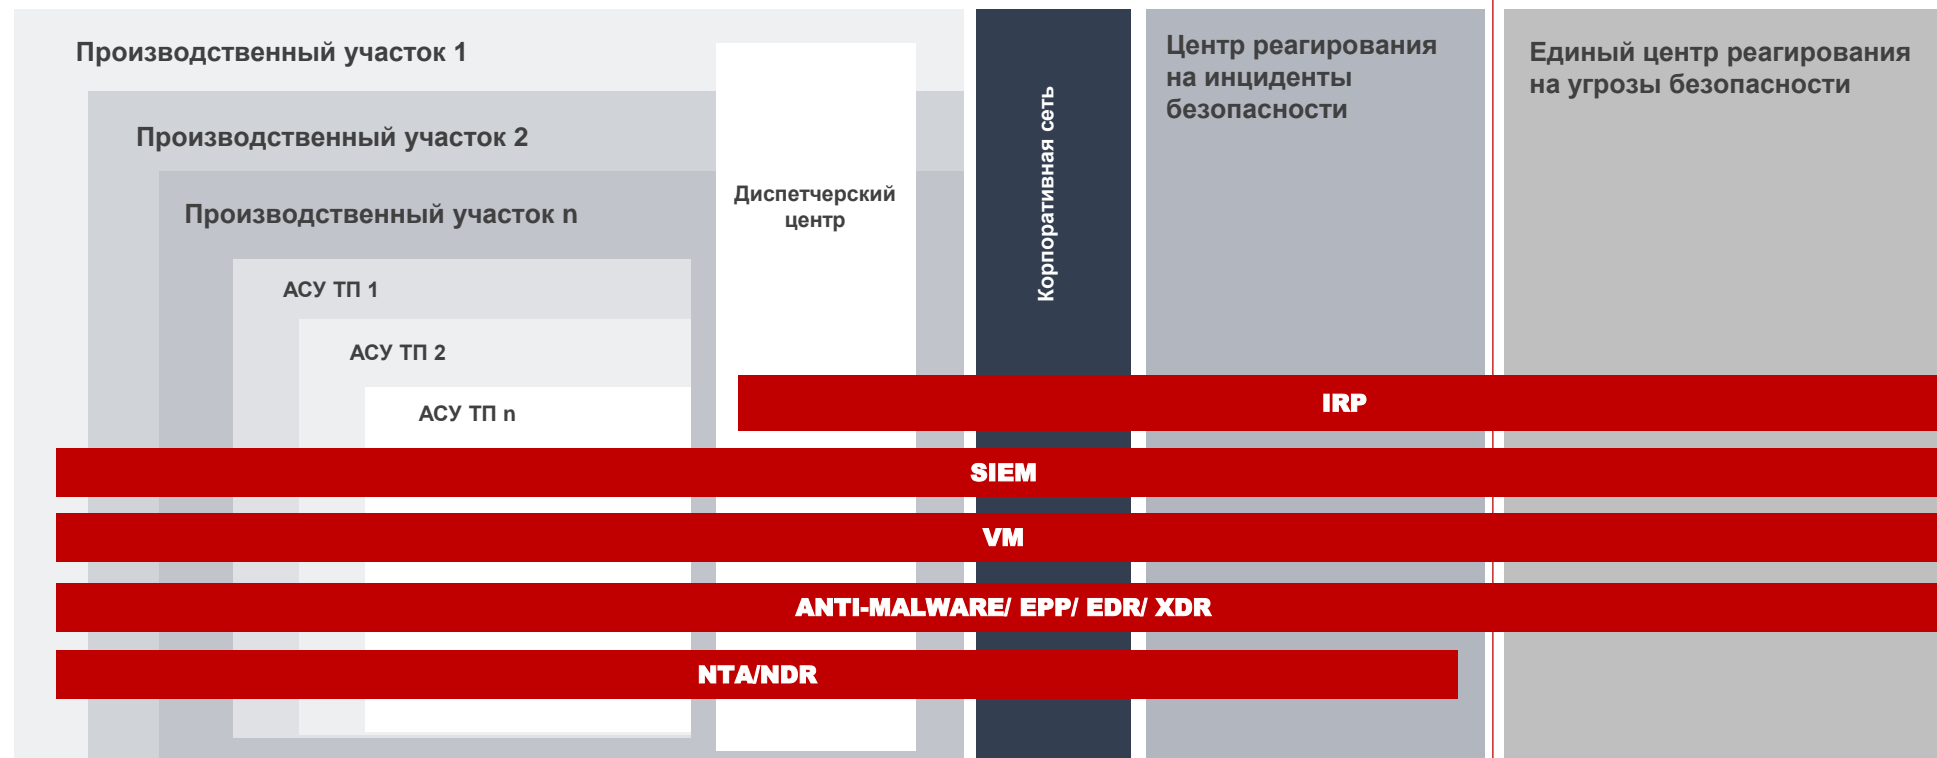 Производственный участок 1
Производственный участок 2
Производственный участок n
АСУ ТП 1
АСУ ТП 2
АСУ ТП n
Диспетчерский
центр
Корпоративная сеть
Центр реагирования
на инциденты
безопасности
Единый центр реагирования
на угрозы безопасности
IRP
SIEM
VM
ANTI-MALWARE/ EPP/ EDR/ XDR
NTA/NDR